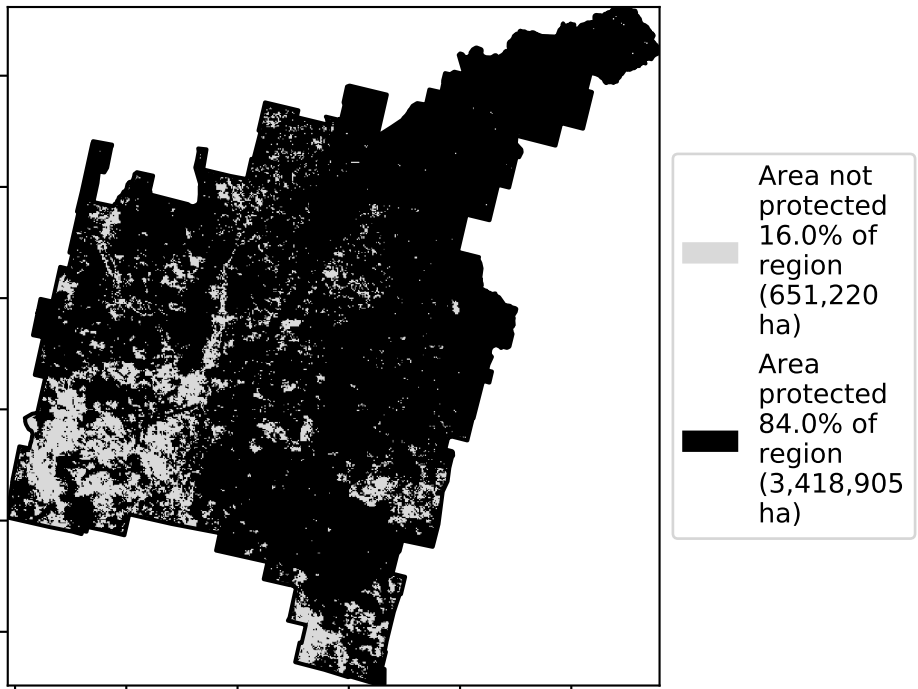 Area not
protected
16.0% of
region
(651,220
ha)
Area
protected
84.0% of
region
(3,418,905
ha)